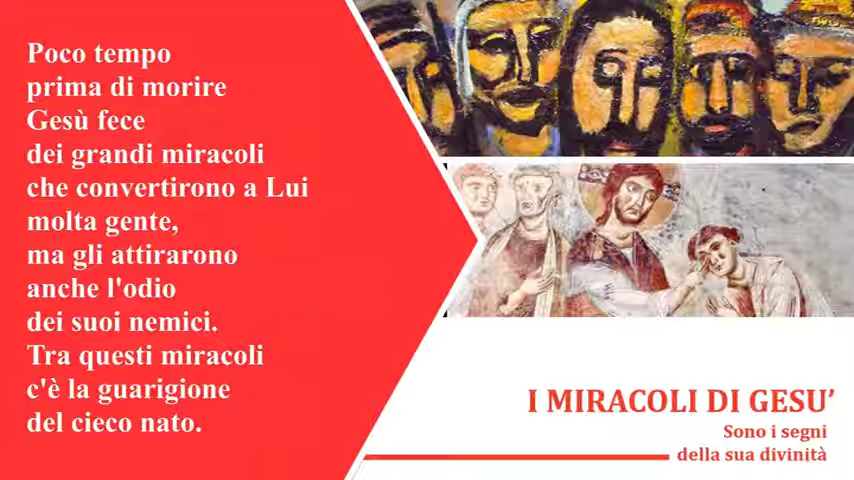 Poco tempo
prima di morire
Gesù fece
dei grandi miracoli
che convertirono a Lui
molta gente,
ma gli attirarono
anche l'odio
dei suoi nemici.
Tra questi miracoli
c'è la guarigione
del cieco nato.
I MIRACOLI DI GESU’
Sono i segni
della sua divinità